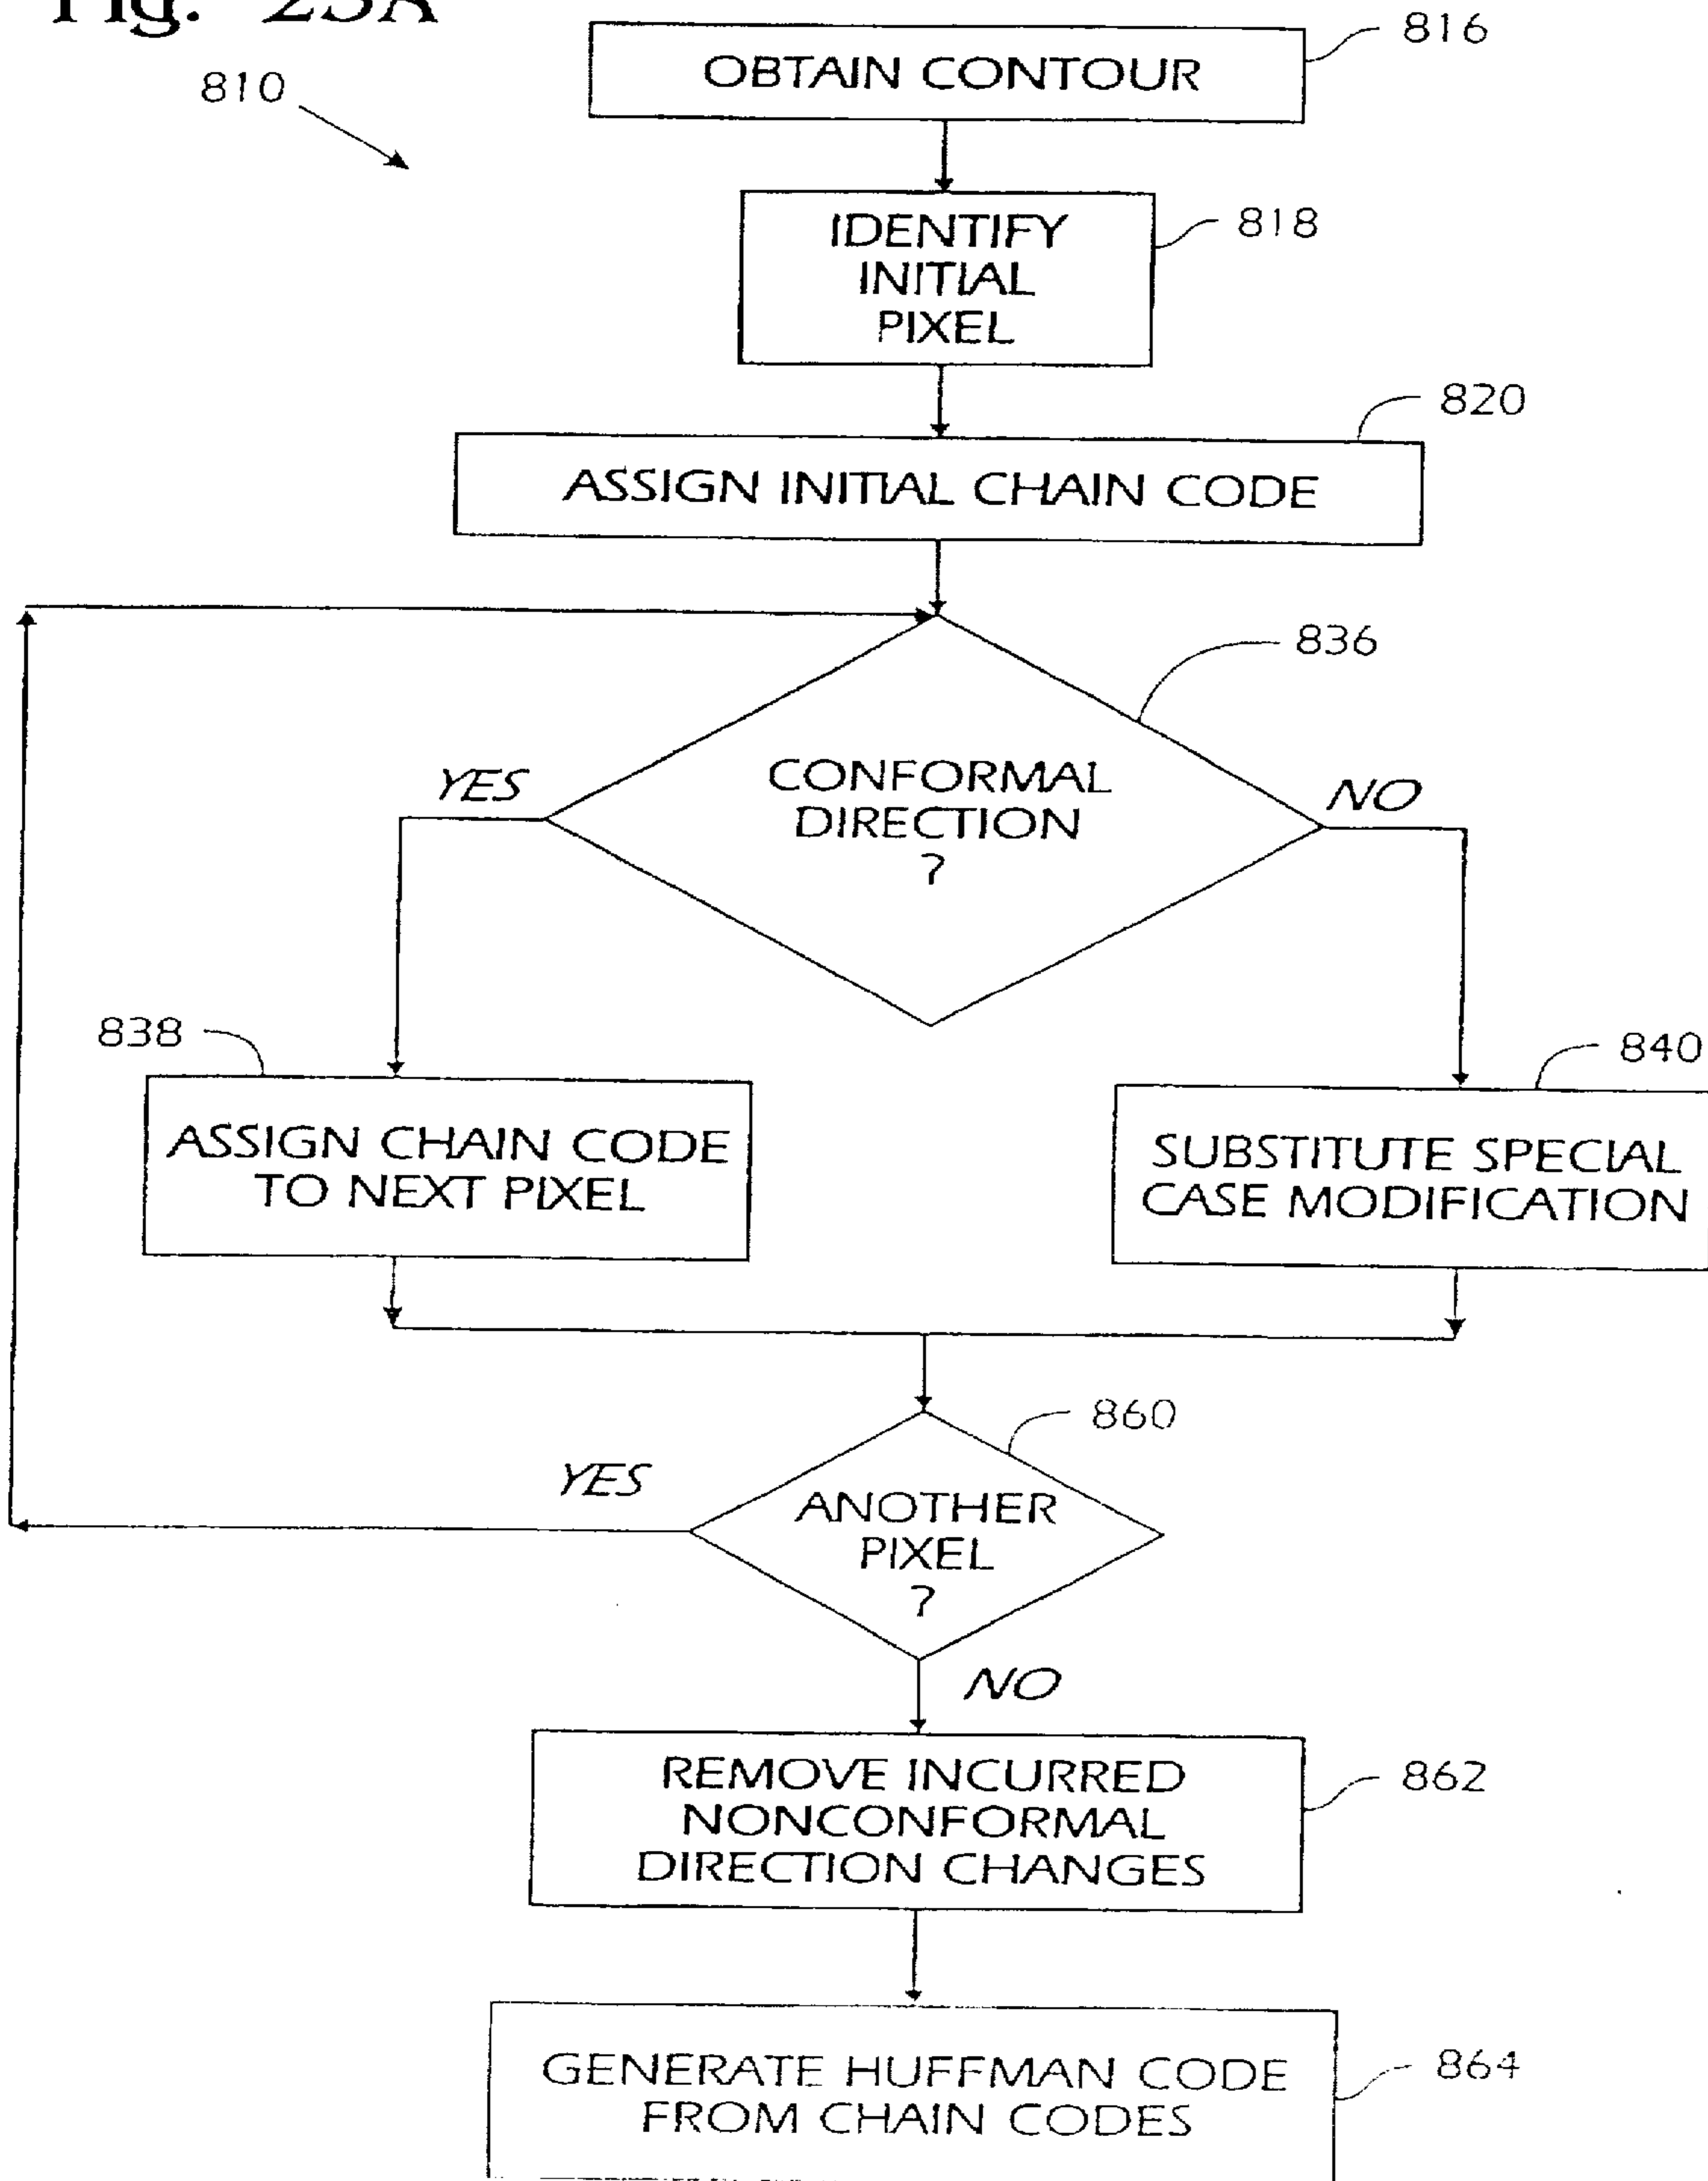 Fig. 23A
810
OBTAIN CONTOUR
816
IDENTIFY
INITIAL
PIXEL
818
820
ASSIGN INITIAL CHAIN CODE
836
CONFORMAL
DIRECTION
?
YES
NO
838
840
ASSIGN CHAIN CODE
TO NEXT PIXEL
SUBSTITUTE SPECIAL
CASE MODIFICATION
860
YES
ANOTHER
PIXEL
?
NO
REMOVE INCURRED
NONCONFORMAL
DIRECTION CHANGES
862
GENERATE HUFFMAN CODE
FROM CHAIN CODES
864